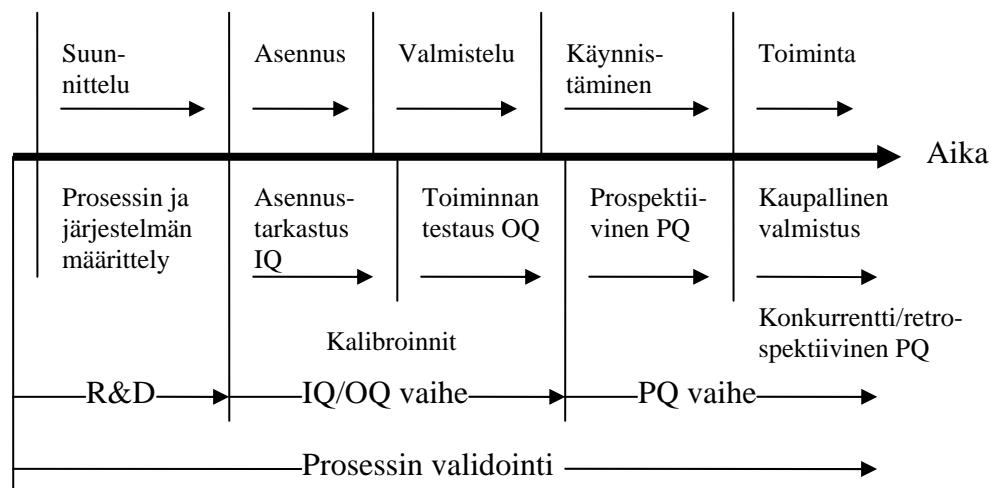 Suun-
nittelu
Asennus
Valmistelu
Käynnis-
täminen
Toiminta
Aika
Prosessin ja
järjestelmän
määrittely
Asennus-
tarkastus
IQ
Toiminnan
testaus OQ
Prospektii-
vinen PQ
Kaupallinen
valmistus
Kalibroinnit
Konkurrentti/retro-
spektiivinen PQ
R&D
IQ/OQ vaihe
PQ vaihe
Prosessin validointi